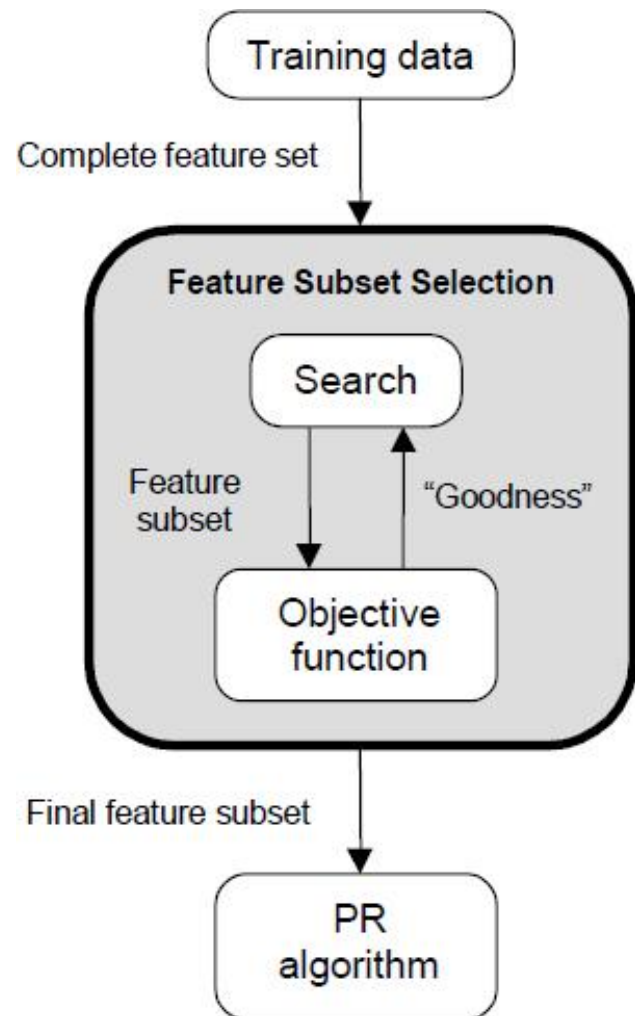 Training data
Complete feature set
Feature Subset Selection
Search
Feature
subset
“Goodness”
Objective
function
Final feature subset
PR
algorithm